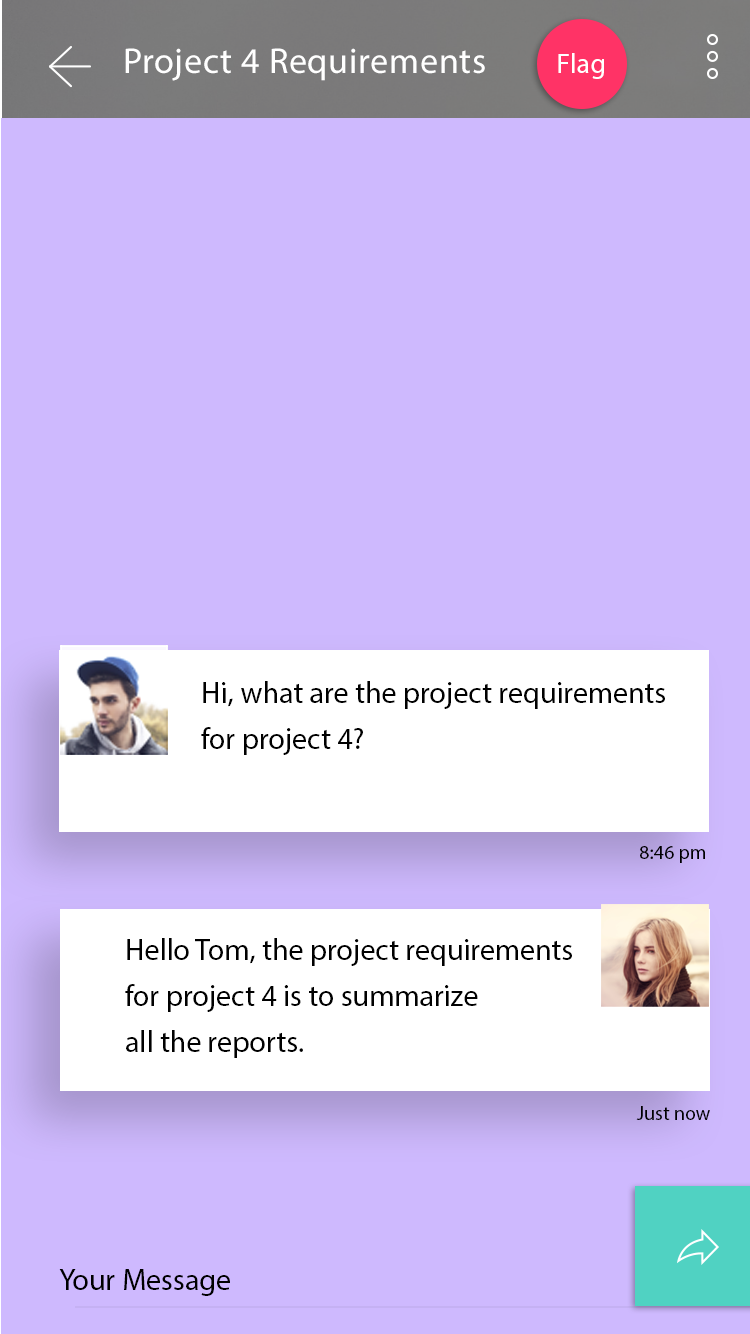 Project 4 Requirements
Flag
Hi, what are the project requirements
for project 4?
8:46 pm
Hello Tom, the project requirements
for project 4 is to summarize
all the reports.
Just now
Your Message